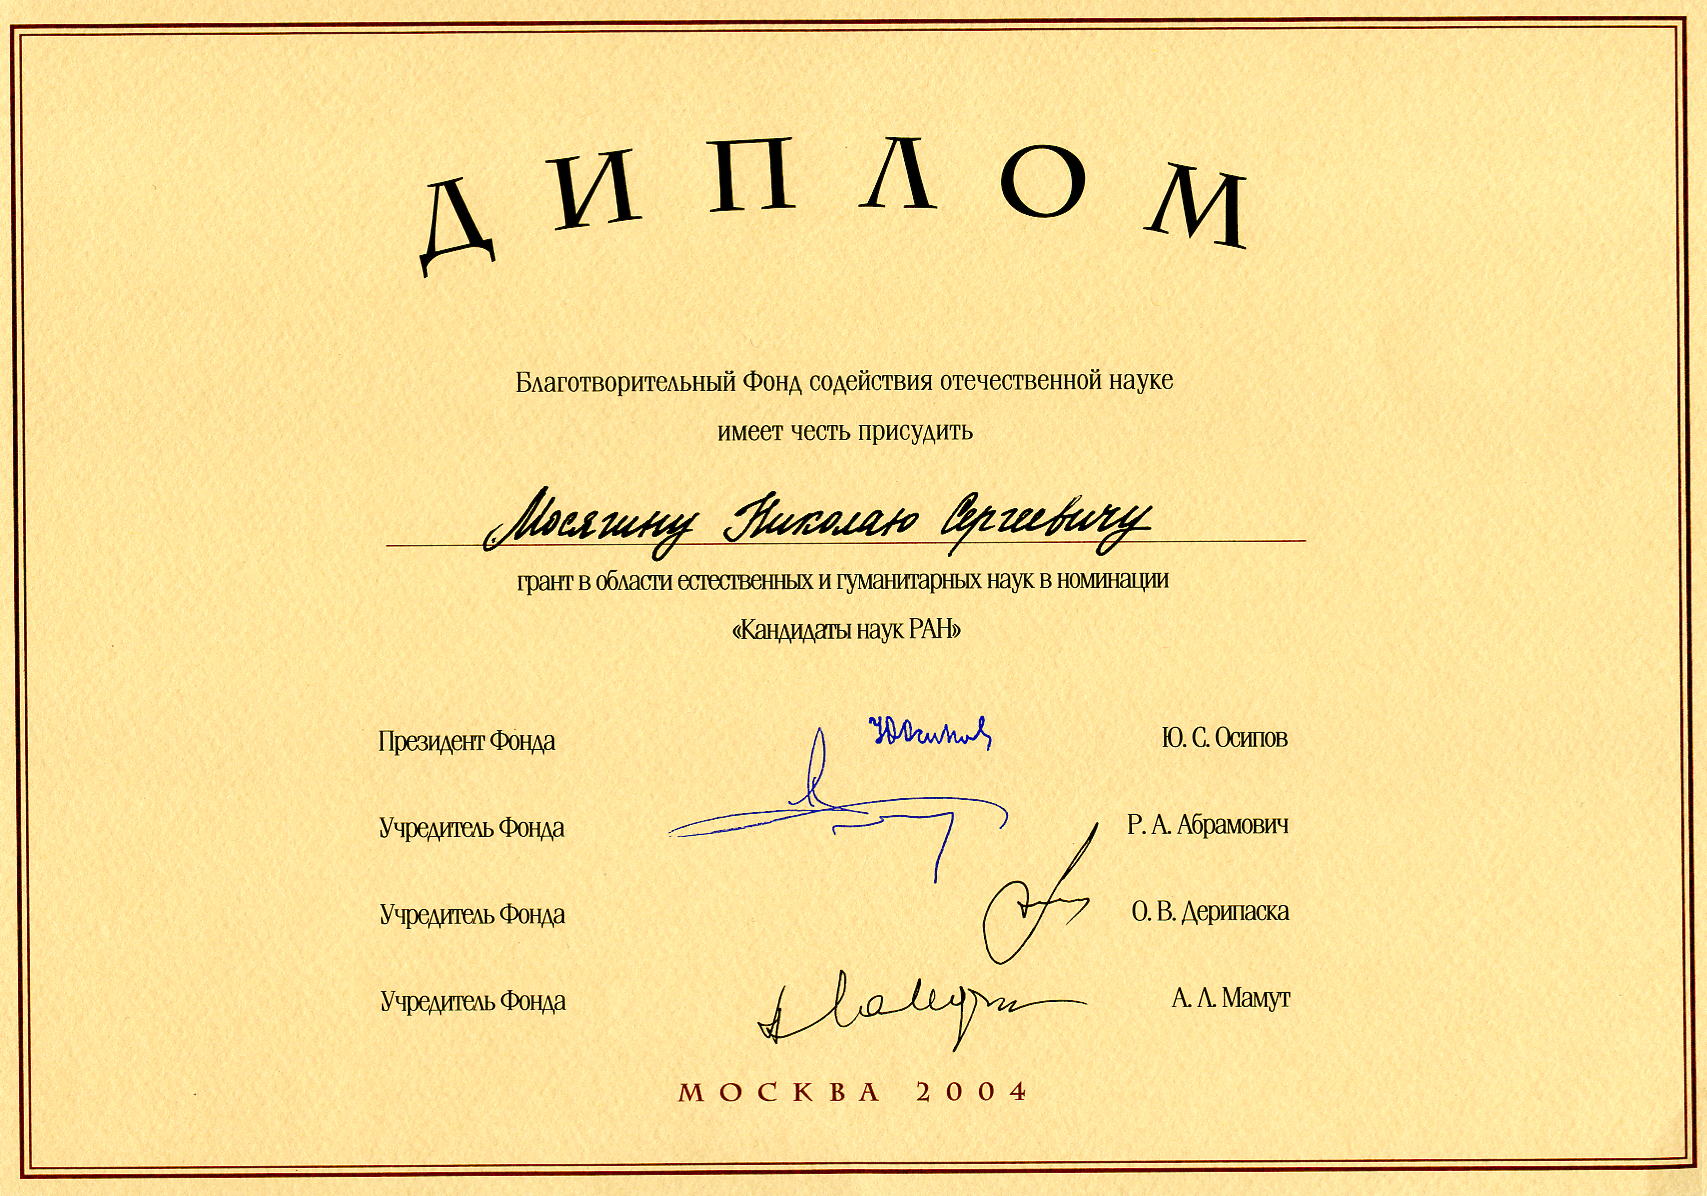 ДИПЛОМ
Благотворительный Фонд содействия отечественной науке
имеет честь присудить
Мосягину Николаю Сергеевичу
грант в области естественных и гуманитарных наук в номинации
«Кандидаты наук РАН»
Президент Фонда ЮОсипов Ю. С. Осипов
Учредитель Фонда Р. А. Абрамович
Учредитель Фонда О. В. Дерипаска
Учредитель Фонда А. Л. Мамут
МОСКВА 2004